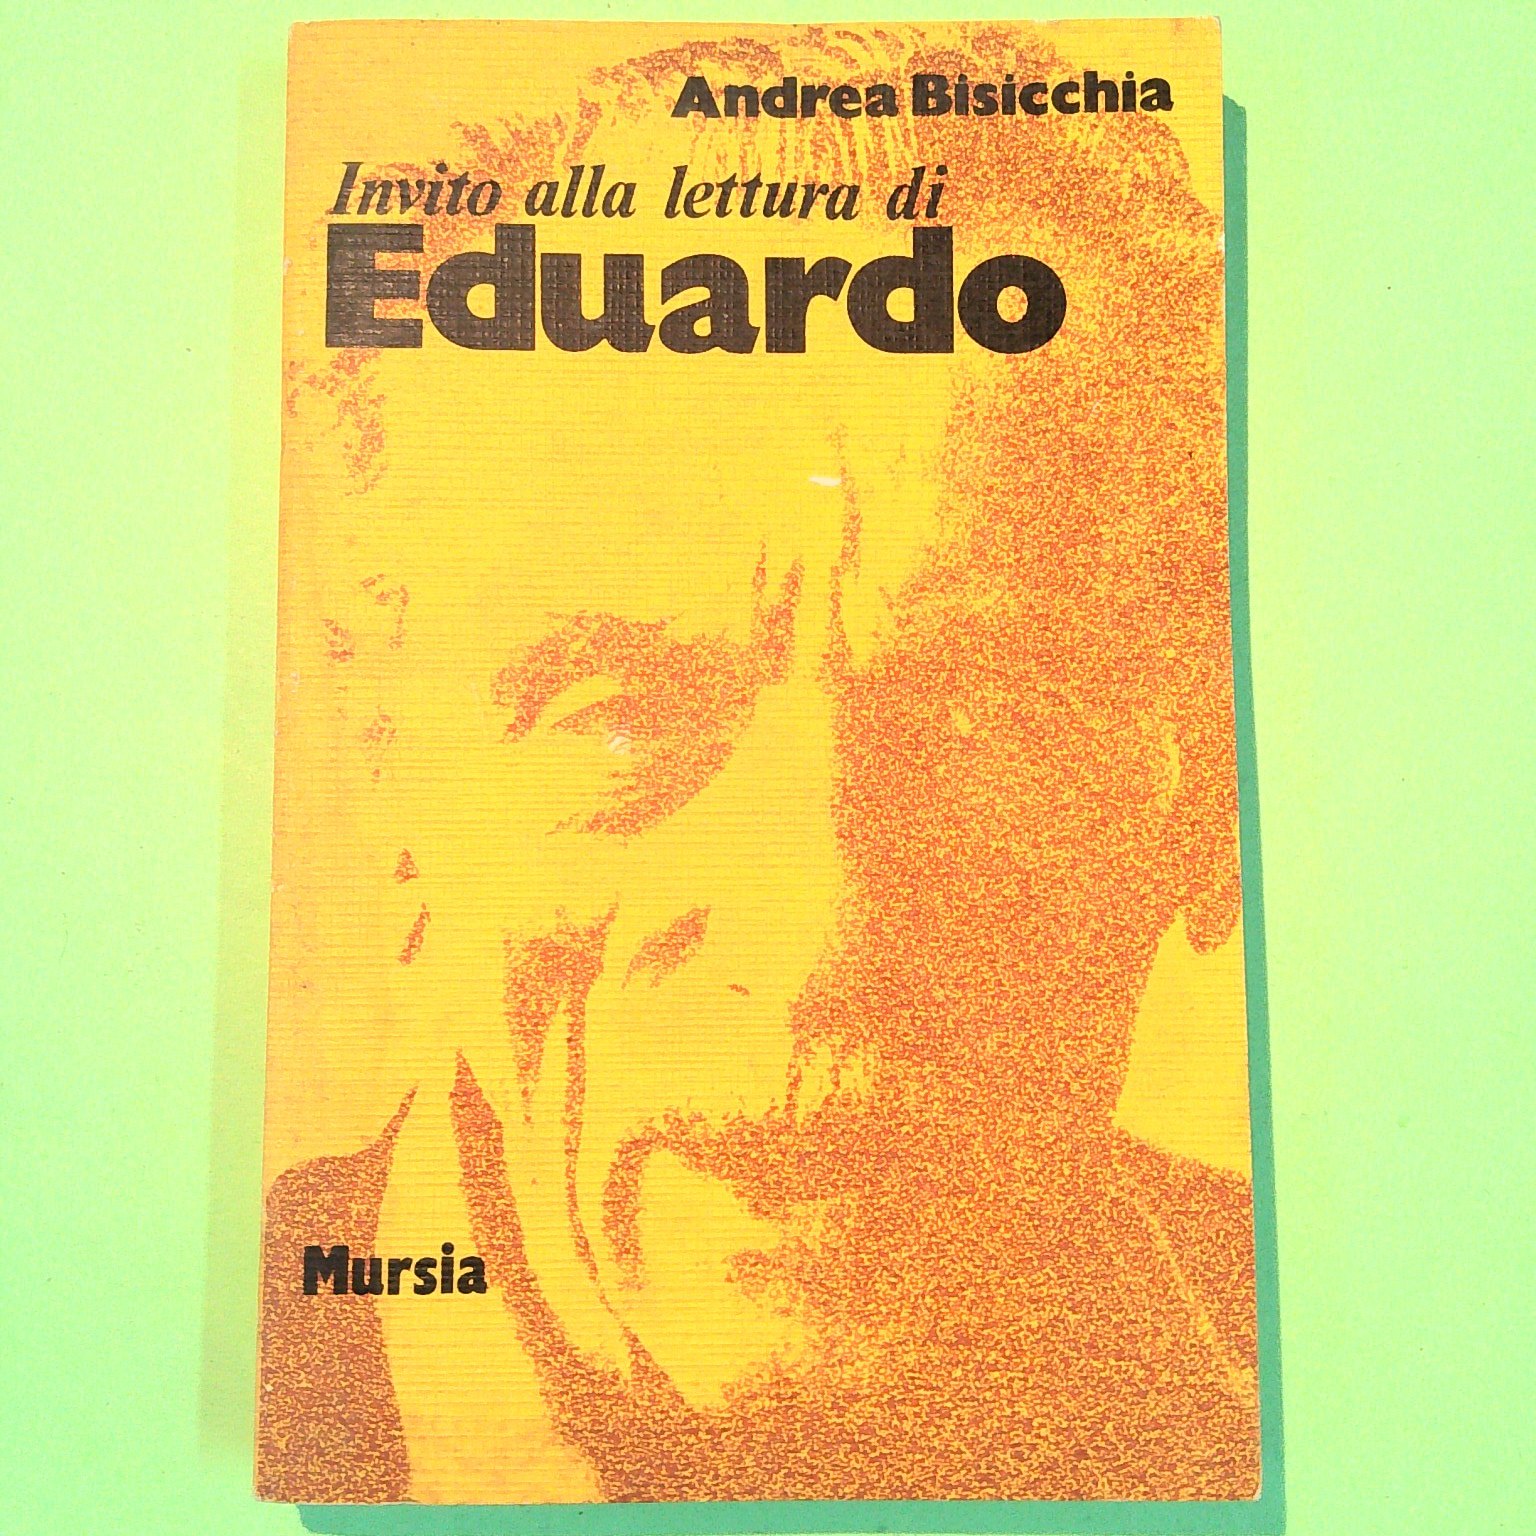 Andrea Bisicchia
Invito alla lettura di
Eduardo
Mursia